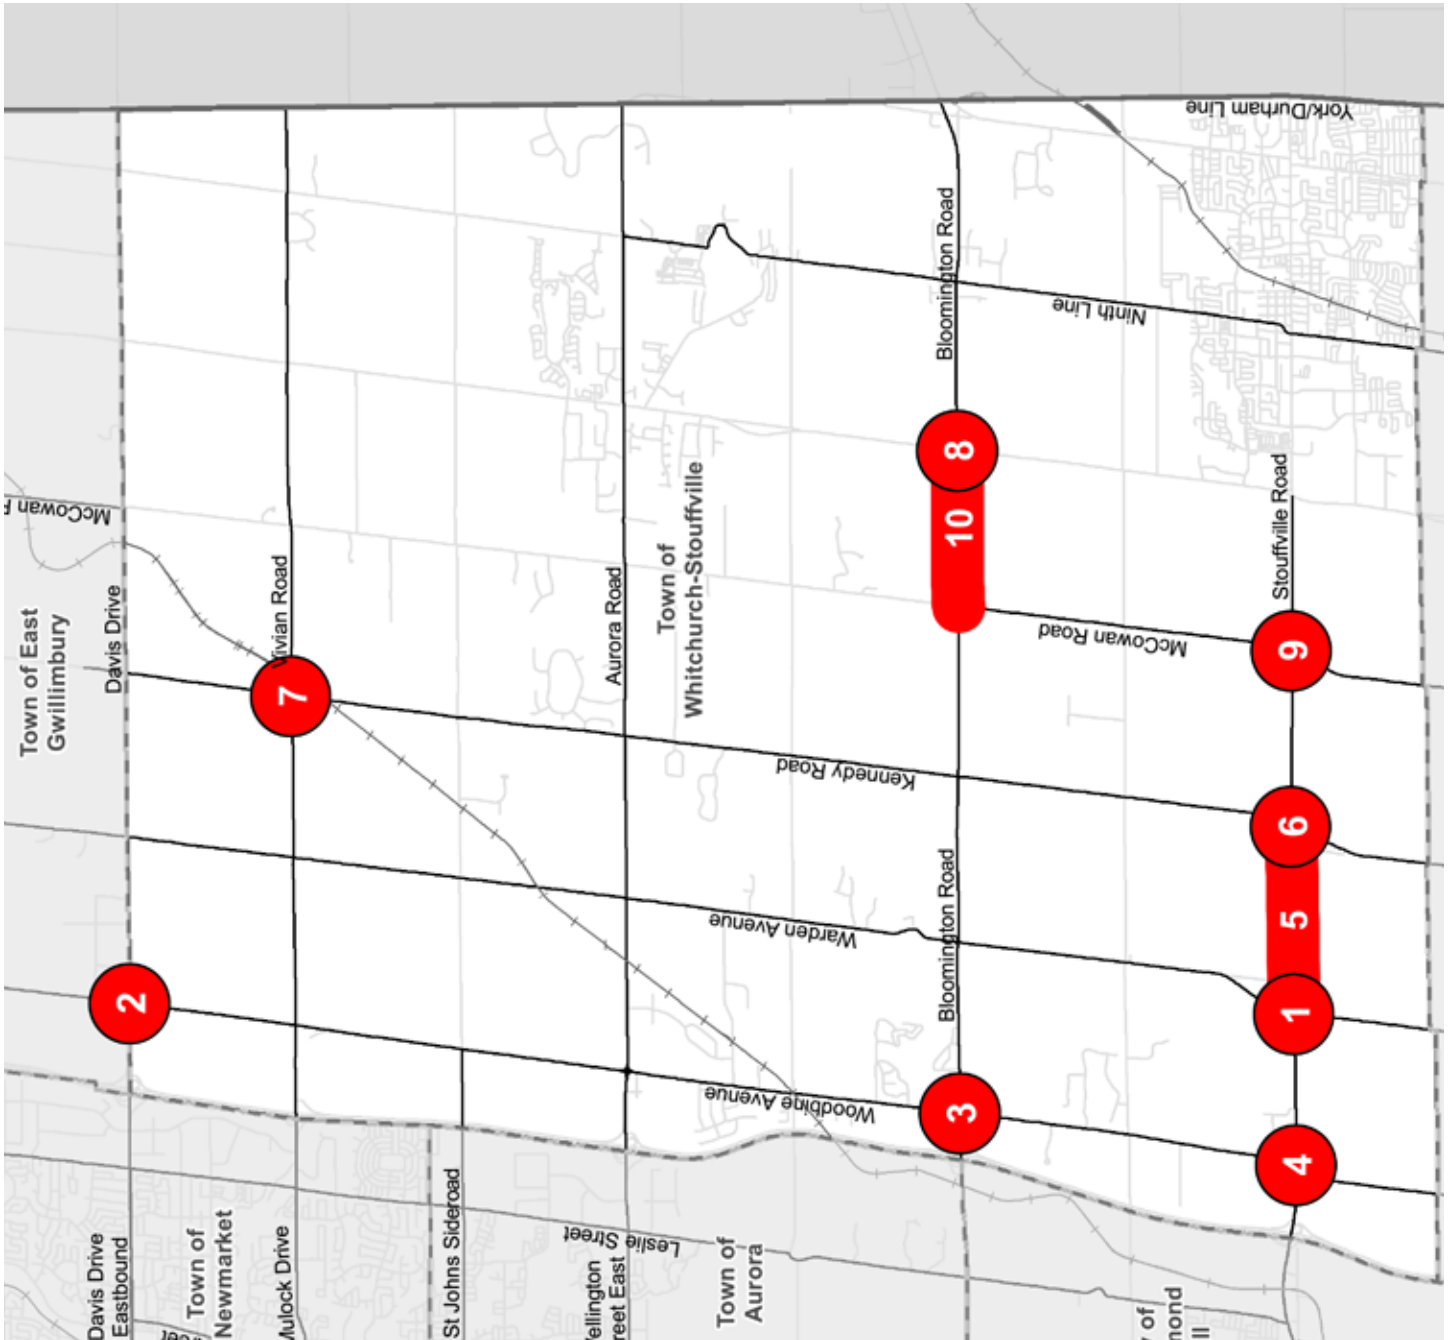 York/Durham Line
Bloomington Road
Ninth Line
8
10
Stouffville Road
McCowan
Town of
Whitchurch-Stouffville
Vivian Road
Aurora Road
Davis Drive
Town of East
Gwillimbury
7
McCowan Road
9
Kennedy Road
6
5
Warden Avenue
Bloomington Road
1
2
Woodbine Avenue
3
4
Davis Drive
Eastbound
Town of
Newmarket
Mulock Drive
St Johns Sideroad
Leslie Street
East
Town of
Aurora